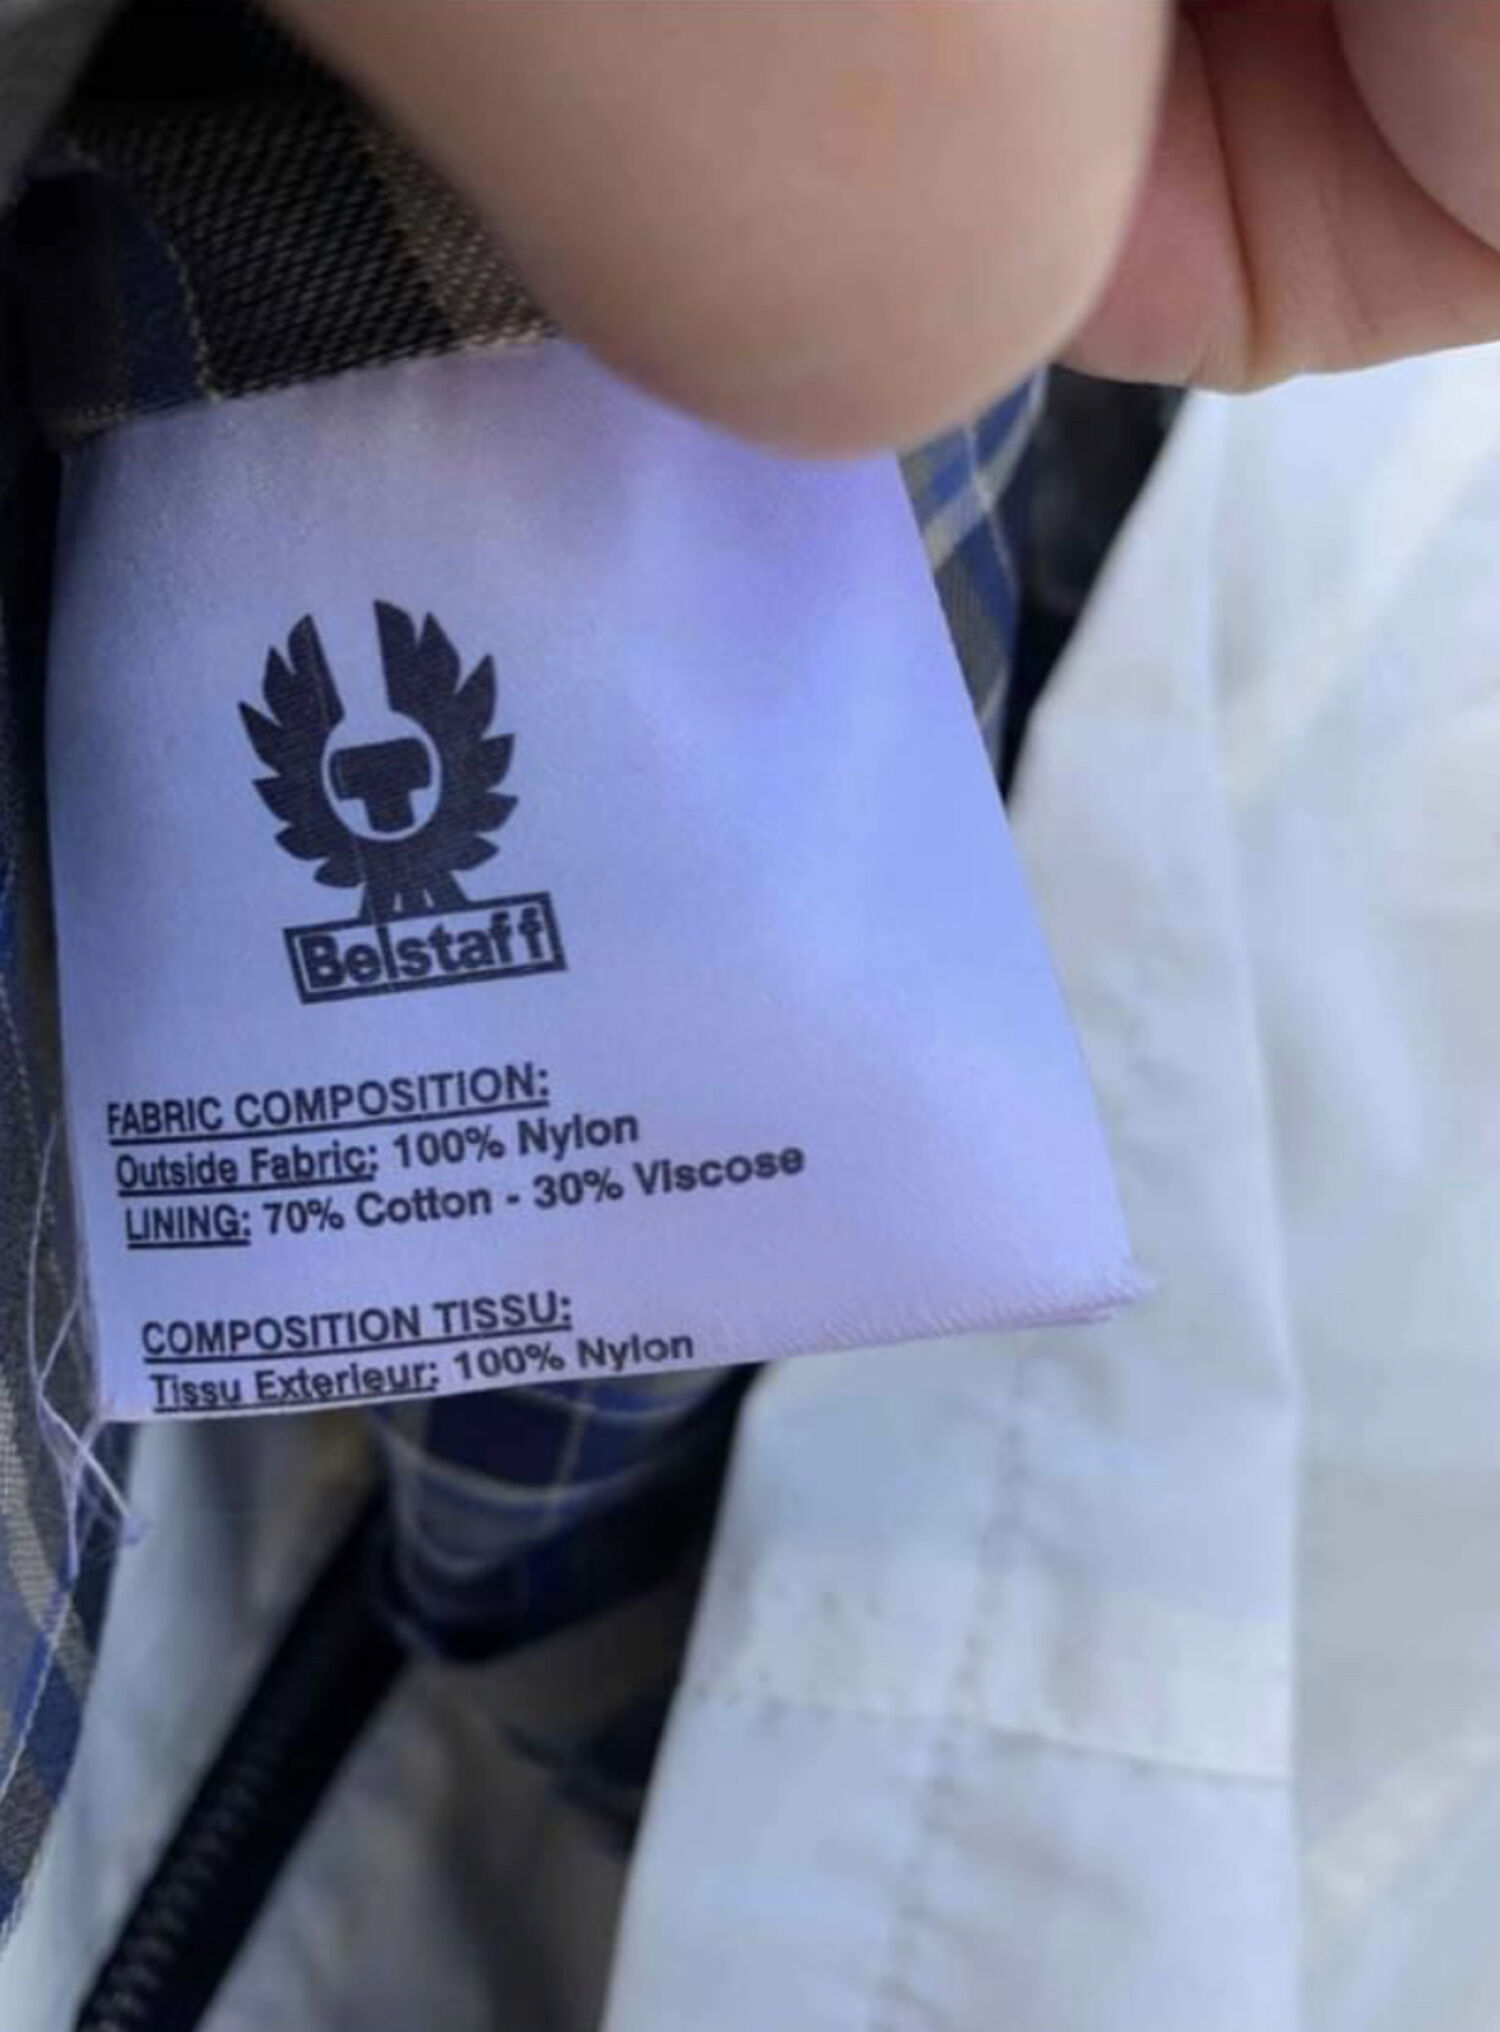 Belstaff
FABRIC COMPOSITION:
Outside Fabric: 100% Nylon
LINING: 70% Cotton - 30% Viscose
COMPOSITION TISSU:
Tissu Exterieur: 100% Nylon